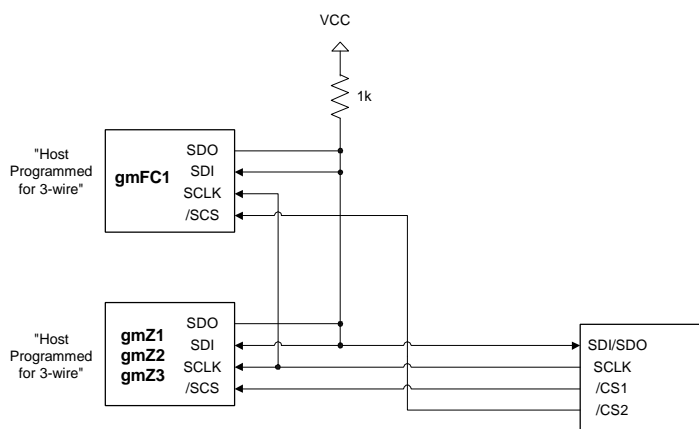 VCC
1k
"Host
Programmed
for 3-wire"
gmFC1
SDO
SDI
SCLK
/SCS
"Host
Programmed
for 3-wire"
gmZ1
gmZ2
gmZ3
SDO
SDI
SCLK
/SCS
SDI/SDO
SCLK
/CS1
/CS2